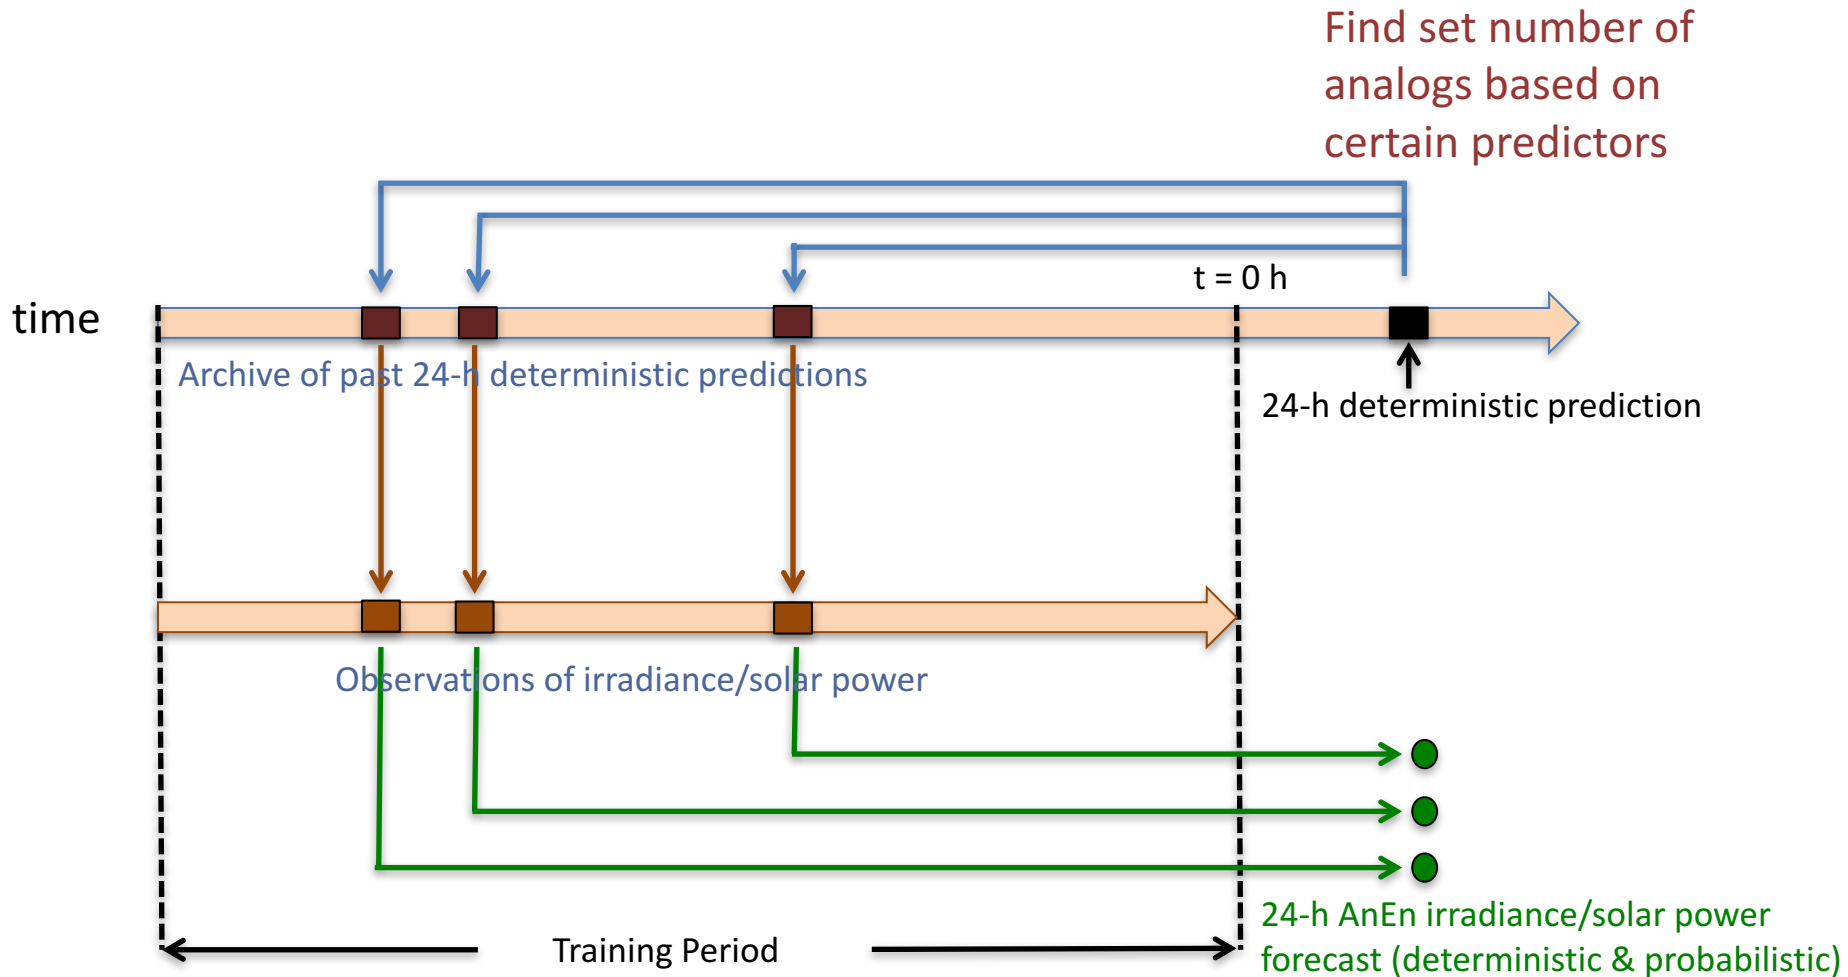 Find set number of
analogs based on
certain predictors
t = 0 h
time
Archive of past 24-h deterministic predictions
24-h deterministic prediction
Observations of irradiance/solar power
24-h AnEn irradiance/solar power
forecast (deterministic & probabilistic)
Training Period